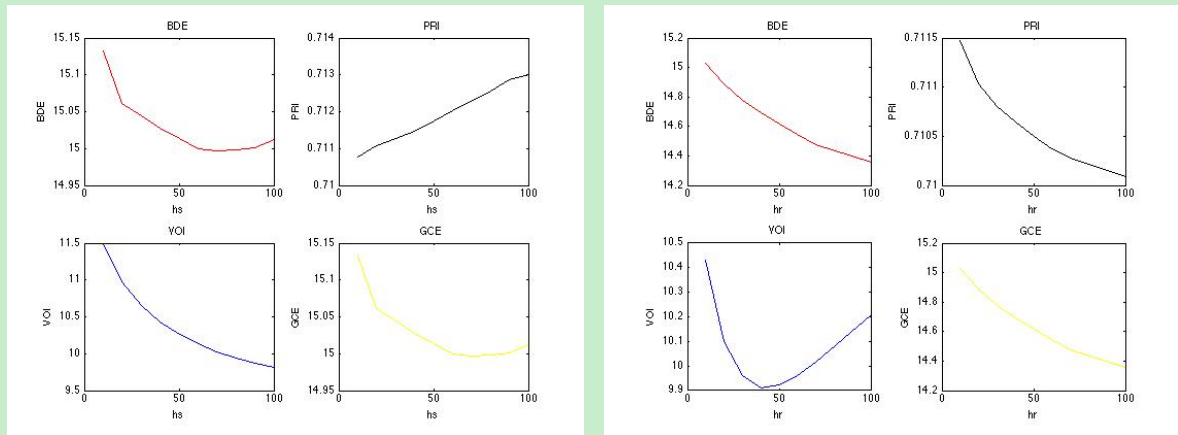 BDE
15.15
15.1
15.05
15
14.95
BDE
0
50
100
hs
PRI
0.714
0.713
0.712
0.711
0.71
PRI
0
50
100
hs
VOI
11.5
11
10.5
10
9.5
VOI
0
50
100
hs
GCE
15.15
15.1
15.05
15
14.95
GCE
0
50
100
hs
BDE
15.2
15
14.8
14.6
14.4
14.2
BDE
0
50
100
hr
PRI
0.7115
0.711
0.7105
0.71
PRI
0
50
100
hr
VOI
10.5
10.4
10.3
10.2
10.1
10
9.9
VOI
0
50
100
hr
GCE
15.2
15
14.8
14.6
14.4
14.2
GCE
0
50
100
hr